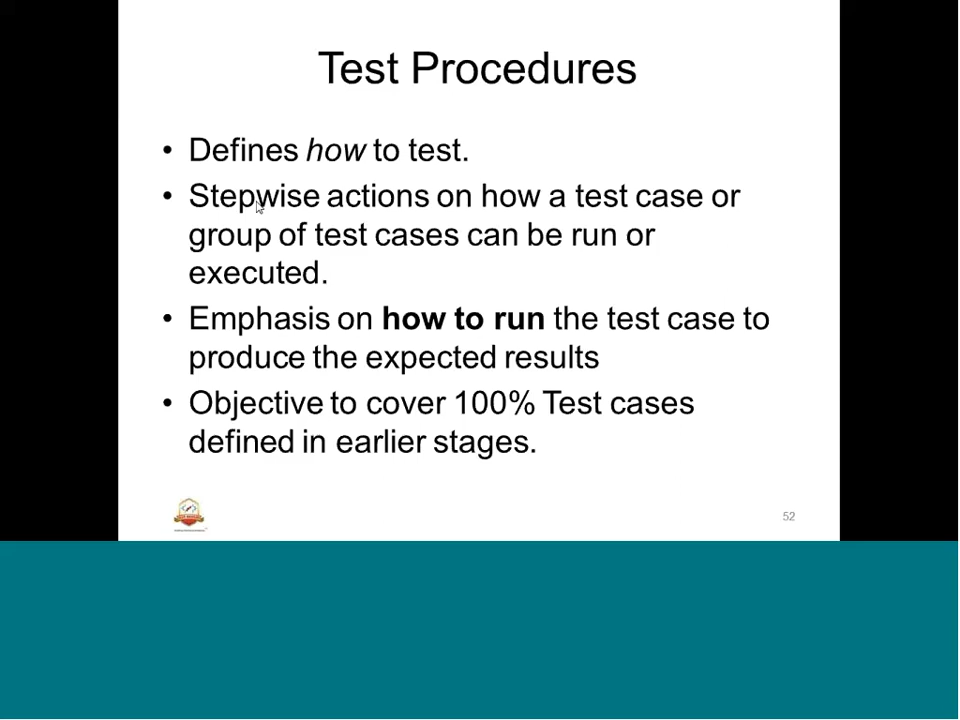 Test Procedures
• Defines how to test.
• Stepwise actions on how a test case or
group of test cases can be run or
executed.
• Emphasis on how to run the test case to
produce the expected results
• Objective to cover 100% Test cases
defined in earlier stages.
52